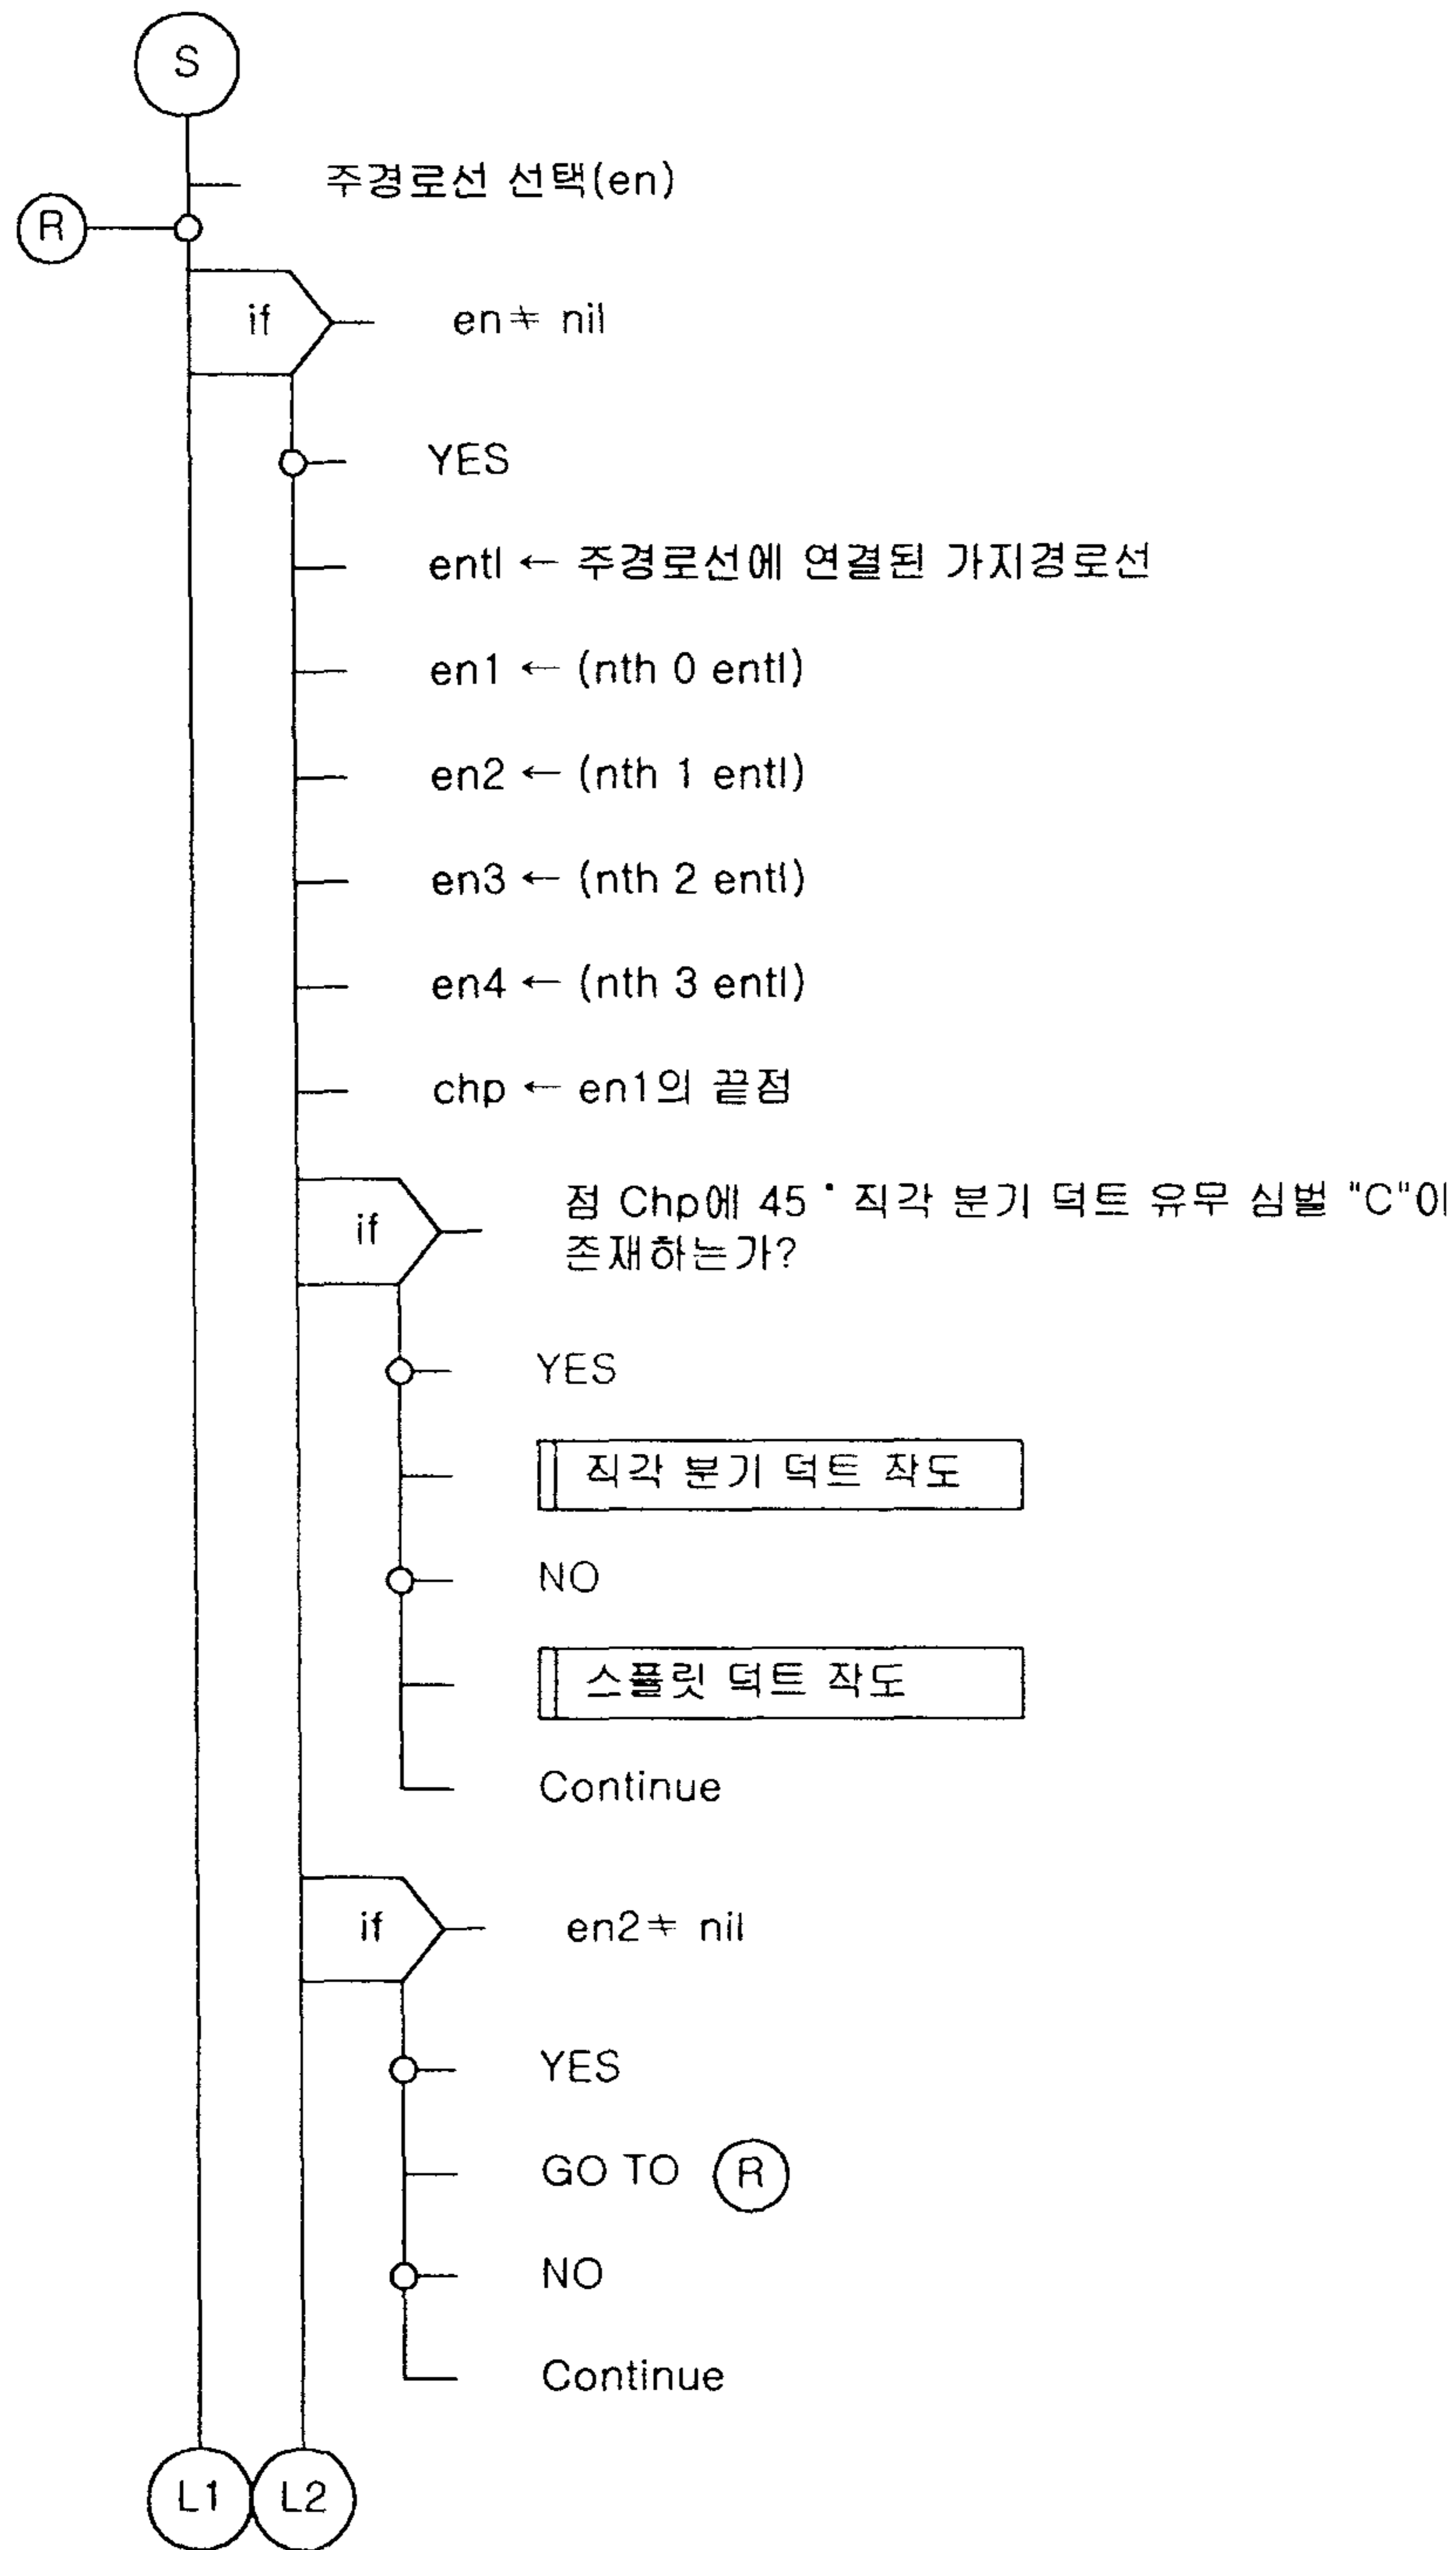 S
주경로선 선택(en)
R
if en≠ nil
YES
entl ← 주경로선에 연결된 가지경로선
en1 ← (nth 0 entl)
en2 ← (nth 1 entl)
en3 ← (nth 2 entl)
en4 ← (nth 3 entl)
chp ← en1의 끝점
if 점 Chp에 45˚ 직각 분기 덕트 유무 심벌 "C"이
존재하는가?
YES
직각 분기 덕트 작도
NO
스플릿 덕트 작도
Continue
if en2≠ nil
YES
GO TO R
NO
Continue
L1 L2